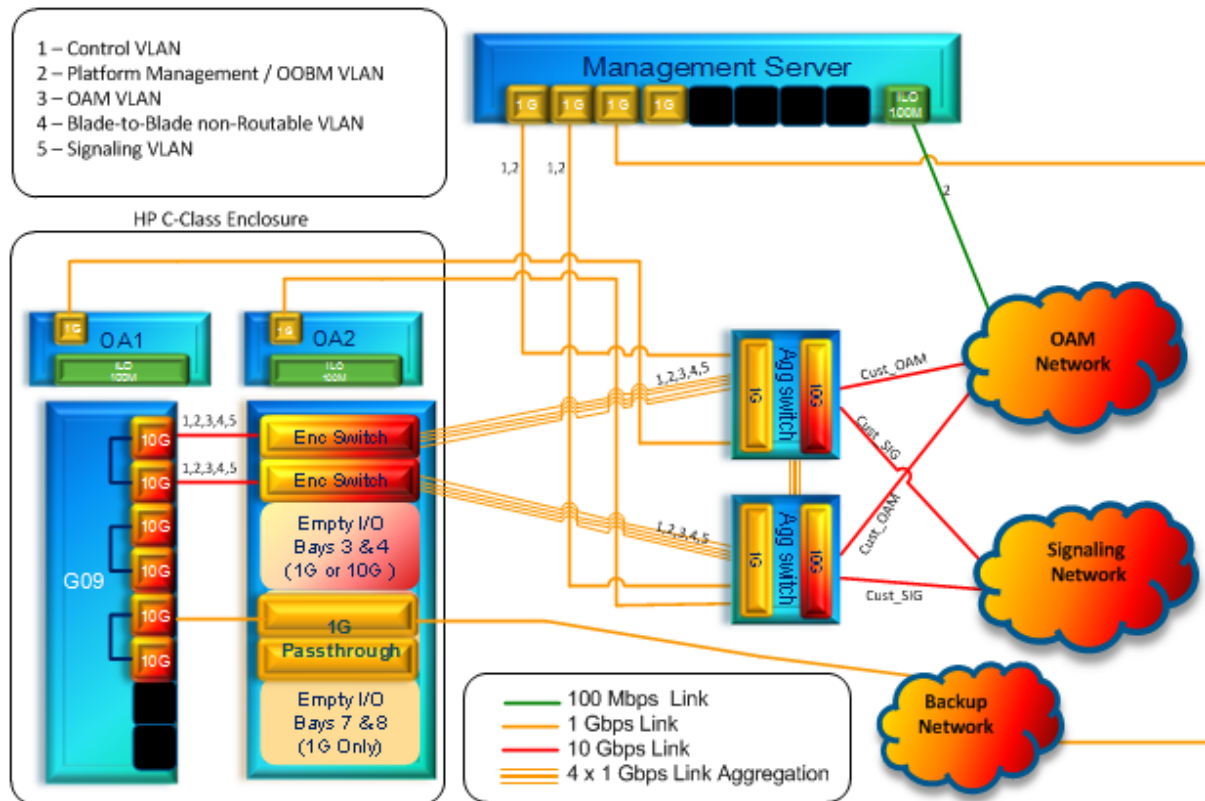 1 – Control VLAN
2 – Platform Management / OOBM VLAN
3 – OAM VLAN
4 – Blade-to-Blade non-Routable VLAN
5 – Signaling VLAN
Management Server
1G
1G
1G
1G
ILO
100M
1,2
1,2
2
HP C-Class Enclosure
1G
OA1
ILO
100M
1G
OA2
ILO
100M
G09
10G
10G
10G
10G
10G
10G
1,2,3,4,5
1,2,3,4,5
Enc Switch
Enc Switch
Empty I/O
Bays 3 & 4
(1G or 10G )
1G
Passthrough
Empty I/O
Bays 7 & 8
(1G Only)
1,2,3,4,5
1,2,3,4,5
1G
Agg switch
10G
1G
Agg switch
10G
Cust_OAM
Cust_SIG
Cust_OAM
Cust_SIG
OAM
Network
Signaling
Network
Backup
Network
100 Mbps Link
1 Gbps Link
10 Gbps Link
4 x 1 Gbps Link Aggregation